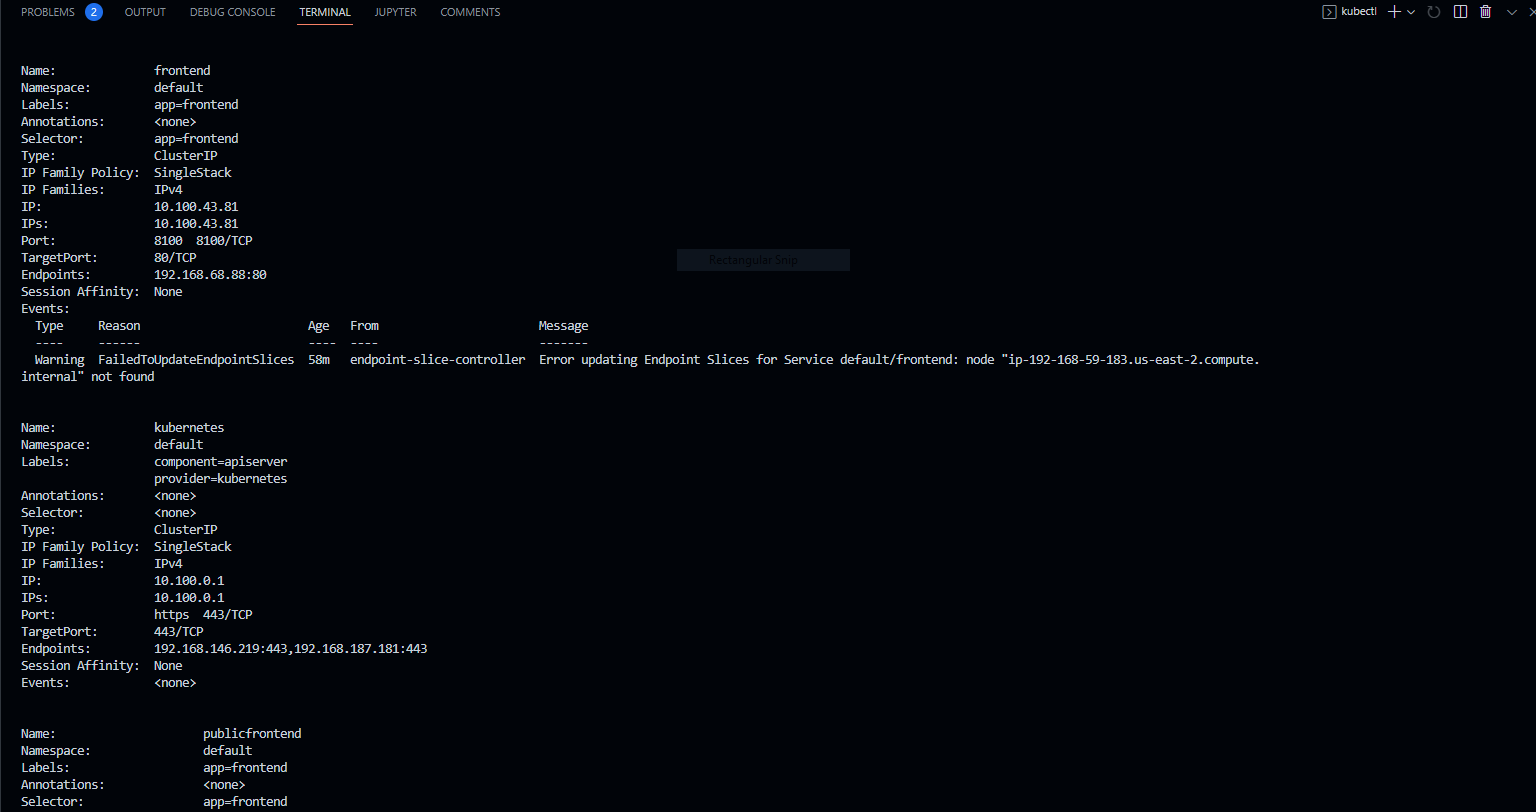 PROBLEMS 2 OUTPUT DEBUG CONSOLE TERMINAL JUPYTER COMMENTS kubectl
Name: frontend
Namespace: default
Labels: app=frontend
Annotations: <none>
Selector: app=frontend
Type: ClusterIP
IP Family Policy: SingleStack
IP Families: IPv4
IP: 10.100.43.81
IPs: 10.100.43.81
Port: 8100 8100/TCP
TargetPort: 80/TCP
Rectangular Snip
Endpoints: 192.168.68.88:80
Session Affinity: None
Events:
Type Reason Age From Message
---- ------ ---- ---- -------
Warning FailedToUpdateEndpointSlices 58m endpoint-slice-controller Error updating Endpoint Slices for Service default/frontend: node "ip-192-168-59-183.us-east-2.compute.
internal" not found
Name: kubernetes
Namespace: default
Labels: component=apiserver
provider=kubernetes
Annotations: <none>
Selector: <none>
Type: ClusterIP
IP Family Policy: SingleStack
IP Families: IPv4
IP: 10.100.0.1
IPs: 10.100.0.1
Port: https 443/TCP
TargetPort: 443/TCP
Endpoints: 192.168.146.219:443,192.168.187.181:443
Session Affinity: None
Events: <none>
Name: publicfrontend
Namespace: default
Labels: app=frontend
Annotations: <none>
Selector: app=frontend